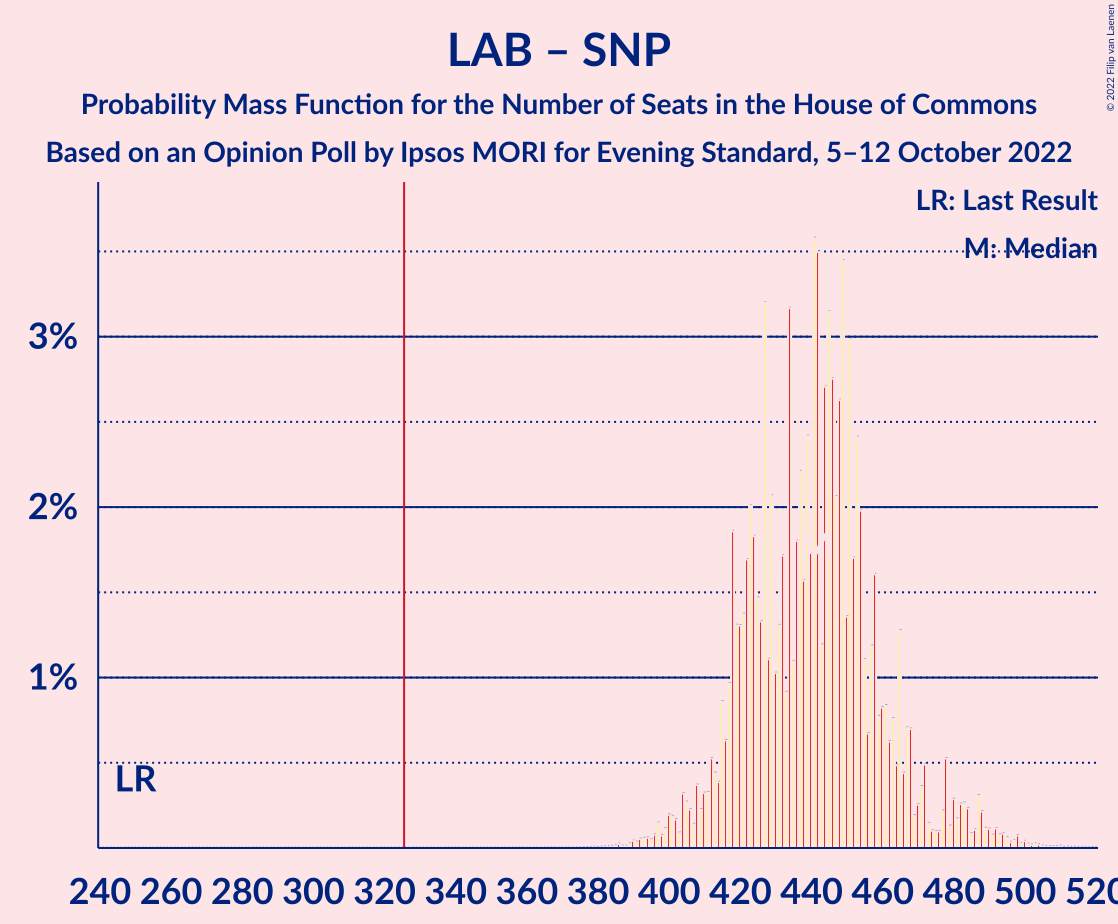 LAB – SNP
Probability Mass Function for the Number of Seats in the House of Commons
Based on an Opinion Poll by Ipsos MORI for Evening Standard, 5–12 October 2022
© 2022 Filip van Laenen
LR: Last Result
M: Median
3%
2%
1%
LR
240 260 280 300 320 340 360 380 400 420 440 460 480 500 520